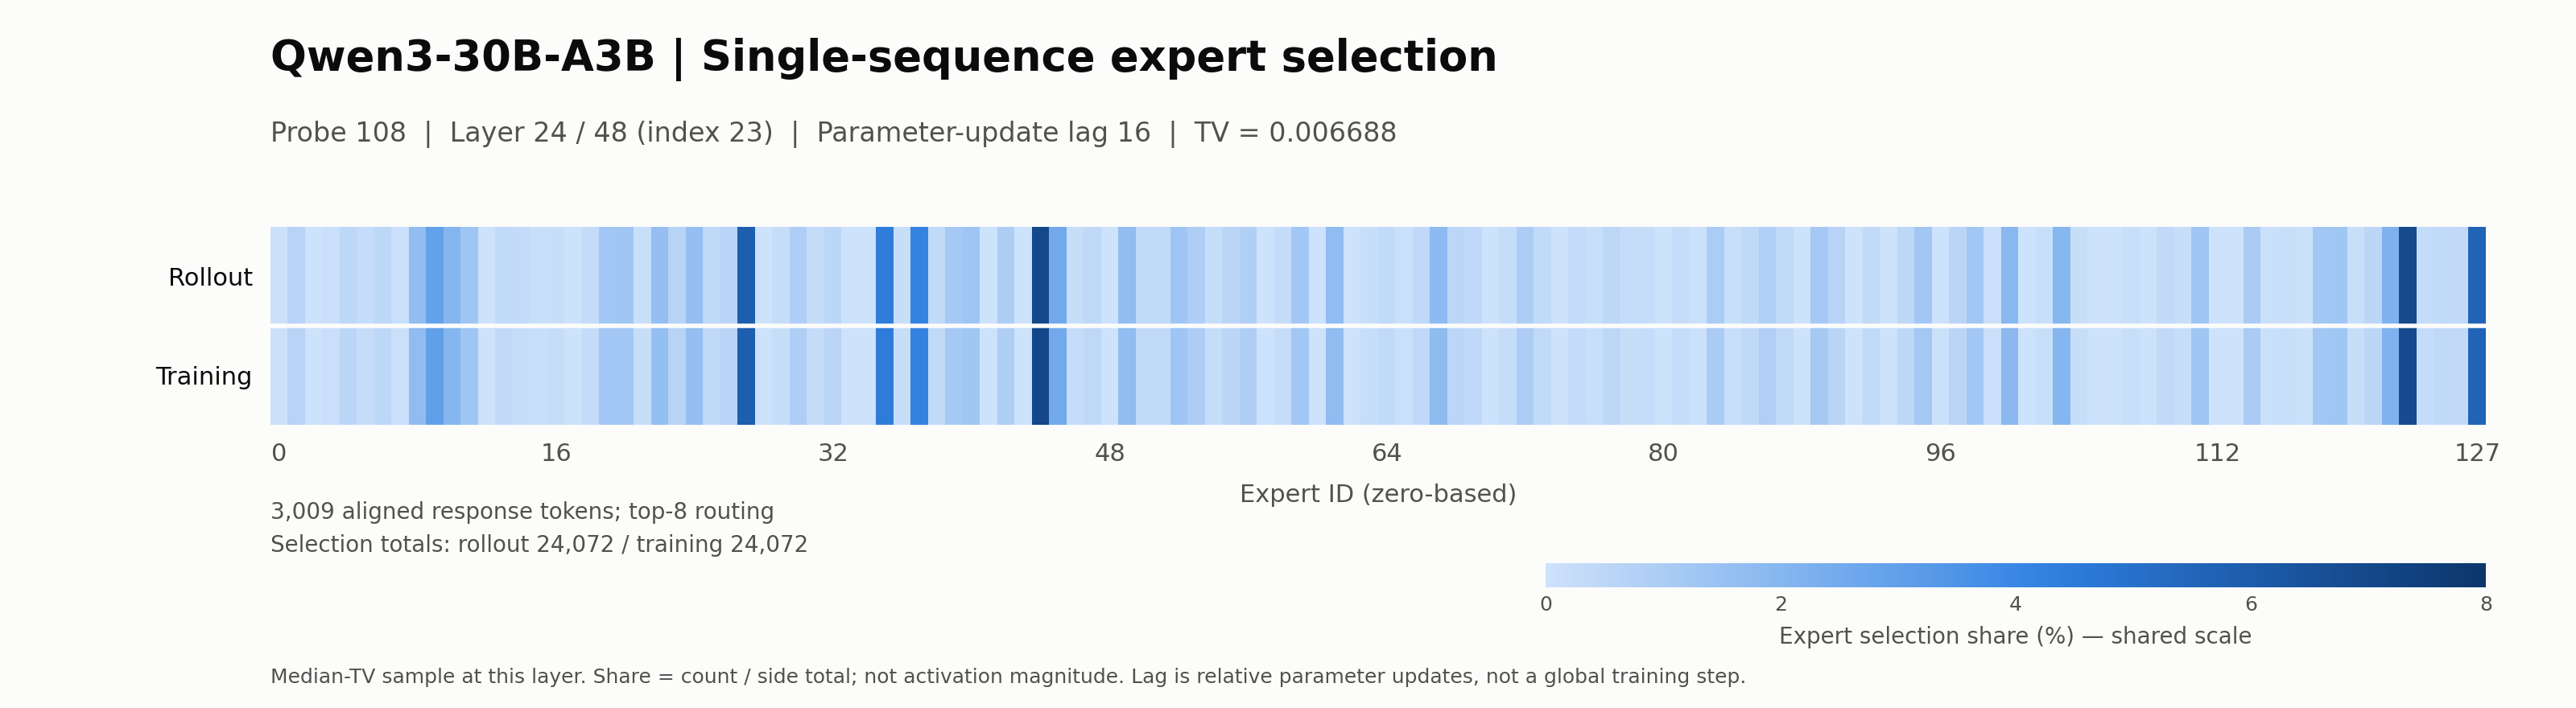 Qwen3-30B-A3B | Single-sequence expert selection
Probe 108 | Layer 24 / 48 (index 23) | Parameter-update lag 16 | TV = 0.006688
Rollout
Training
0 16 32 48 64 80 96 112 127
Expert ID (zero-based)
3,009 aligned response tokens; top-8 routing
Selection totals: rollout 24,072 / training 24,072
0 2 4 6 8
Expert selection share (%) — shared scale
Median-TV sample at this layer. Share = count / side total; not activation magnitude. Lag is relative parameter updates, not a global training step.